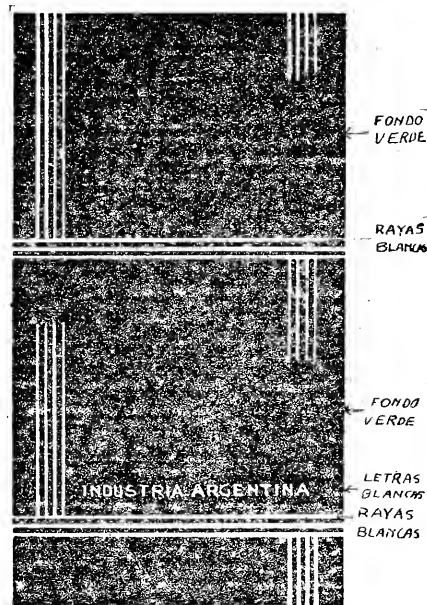 FONDO
VERDE
RAYAS
BLANCAS
FONDO
VERDE
INDUSTRIA ARGENTINA
LETRAS
BLANCAS
RAYAS
BLANCAS